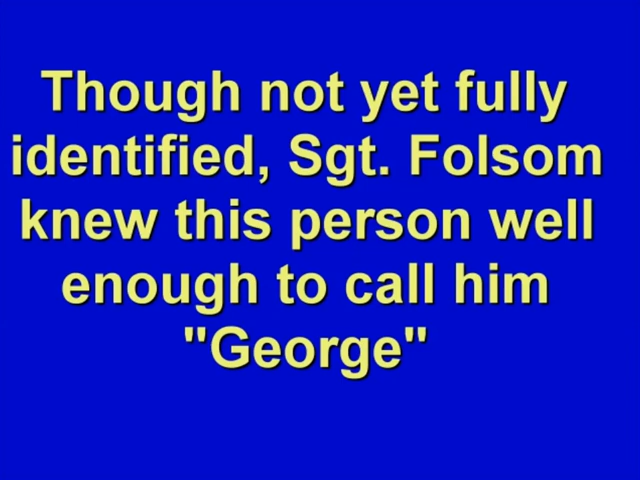 Though not yet fully
identified, Sgt. Folsom
knew this person well
enough to call him
"George"